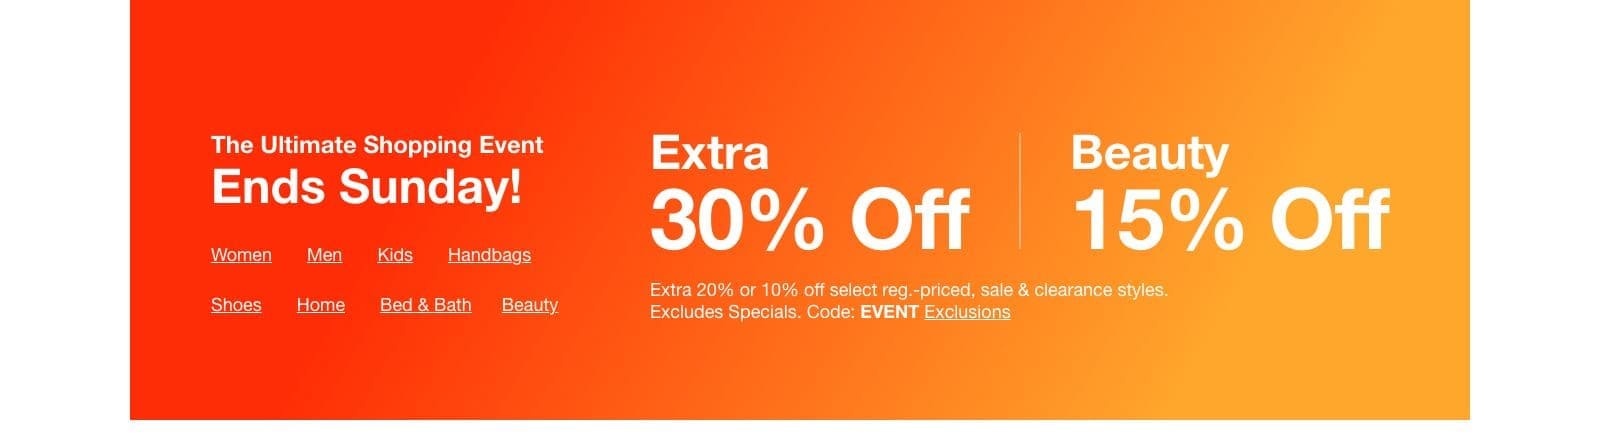 The Ultimate Shopping Event
Ends Sunday!
Women Men Kids Handbags
Shoes Home Bed & Bath Beauty
Extra
30% Off
Beauty
15% Off
Extra 20% or 10% off select reg.-priced, sale & clearance styles.
Excludes Specials. Code: EVENT Exclusions